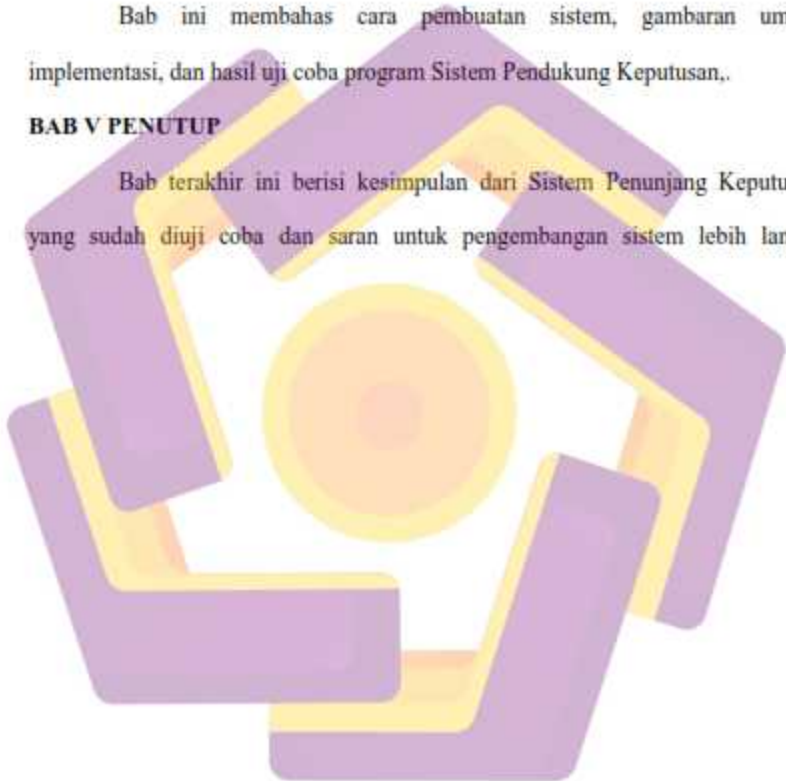 Bab ini membahas cara pembuatan sistem, gambaran um
implementasi, dan hasil uji coba program Sistem Pendukung Keputusan,.
BAB V PENUTUP
Bab terakhir ini berisi kesimpulan dari Sistem Penunjang Keputu
yang sudah diuji coba dan saran untuk pengembangan sistem lebih lan